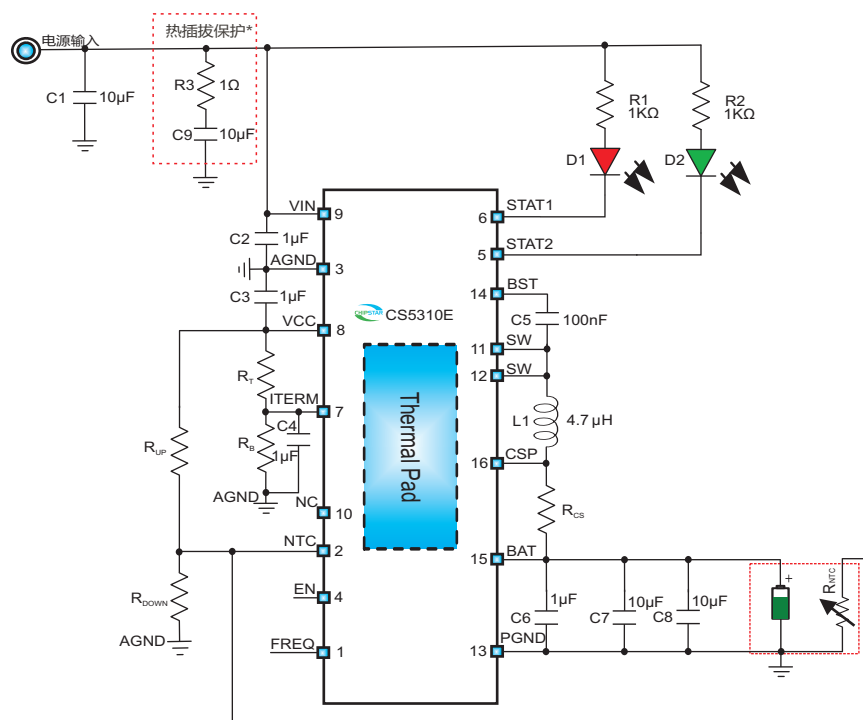 电源输入
热插拔保护*
C1
10μF
R3
1Ω
C9
10μF
R1
1KΩ
R2
1KΩ
D1
D2
VIN
9
C2
1μF
AGND
3
C3
1μF
VCC
8
RT
ITERM
7
C4
RB
1μF
AGND
NC
10
RUP
NTC
2
RDOWN
EN
4
AGND
FREQ
1
CHIPSTAR
CS5310E
Thermal Pad
6
STAT1
5
STAT2
14
BST
C5
100nF
11
SW
12
SW
L1
4.7μH
16
CSP
RCS
15
BAT
1μF
C6
10μF
C7
10μF
C8
+
RNTC
13
PGND